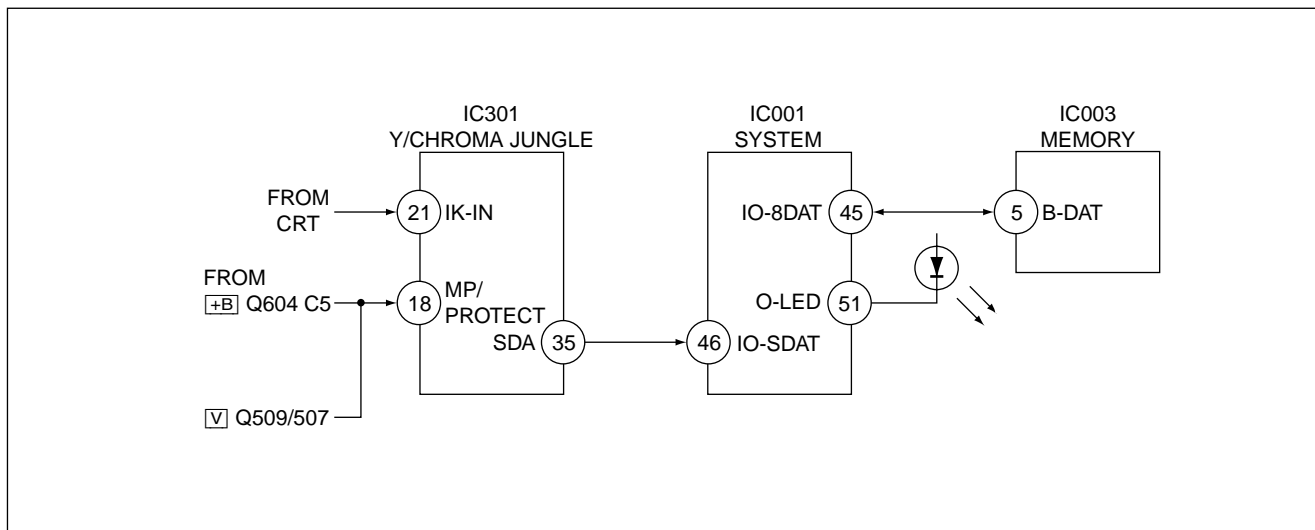 IC301
Y/CHROMA JUNGLE
IC001
SYSTEM
IC003
MEMORY
FROM
CRT
21 IK-IN
IO-8DAT 45
5 B-DAT
FROM
+B Q604 C5
18 MP/
PROTECT
O-LED 51
SDA 35
46 IO-SDAT
V Q509/507